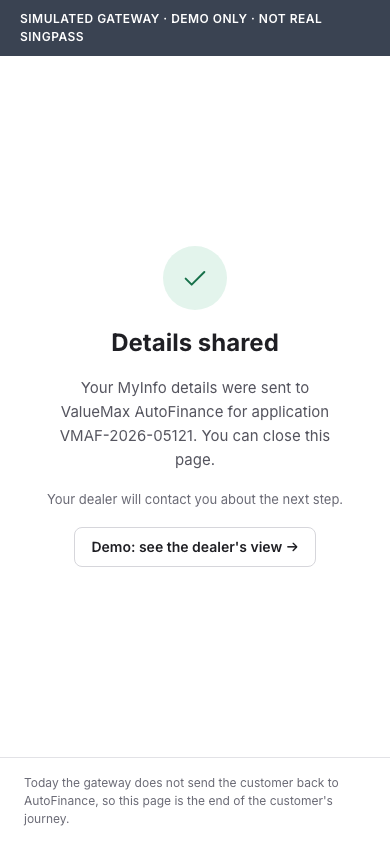 SIMULATED GATEWAY · DEMO ONLY · NOT REAL
SINGPASS
Details shared
Your MyInfo details were sent to
ValueMax AutoFinance for application
VMAF-2026-05121. You can close this
page.
Your dealer will contact you about the next step.
Demo: see the dealer's view →
Today the gateway does not send the customer back to
AutoFinance, so this page is the end of the customer's
journey.